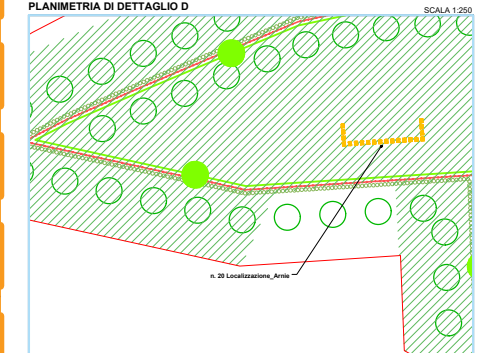 PLANIMETRIA DI DETTAGLIO D
SCALA 1:250
n. 20 Localizzazione_Arnie